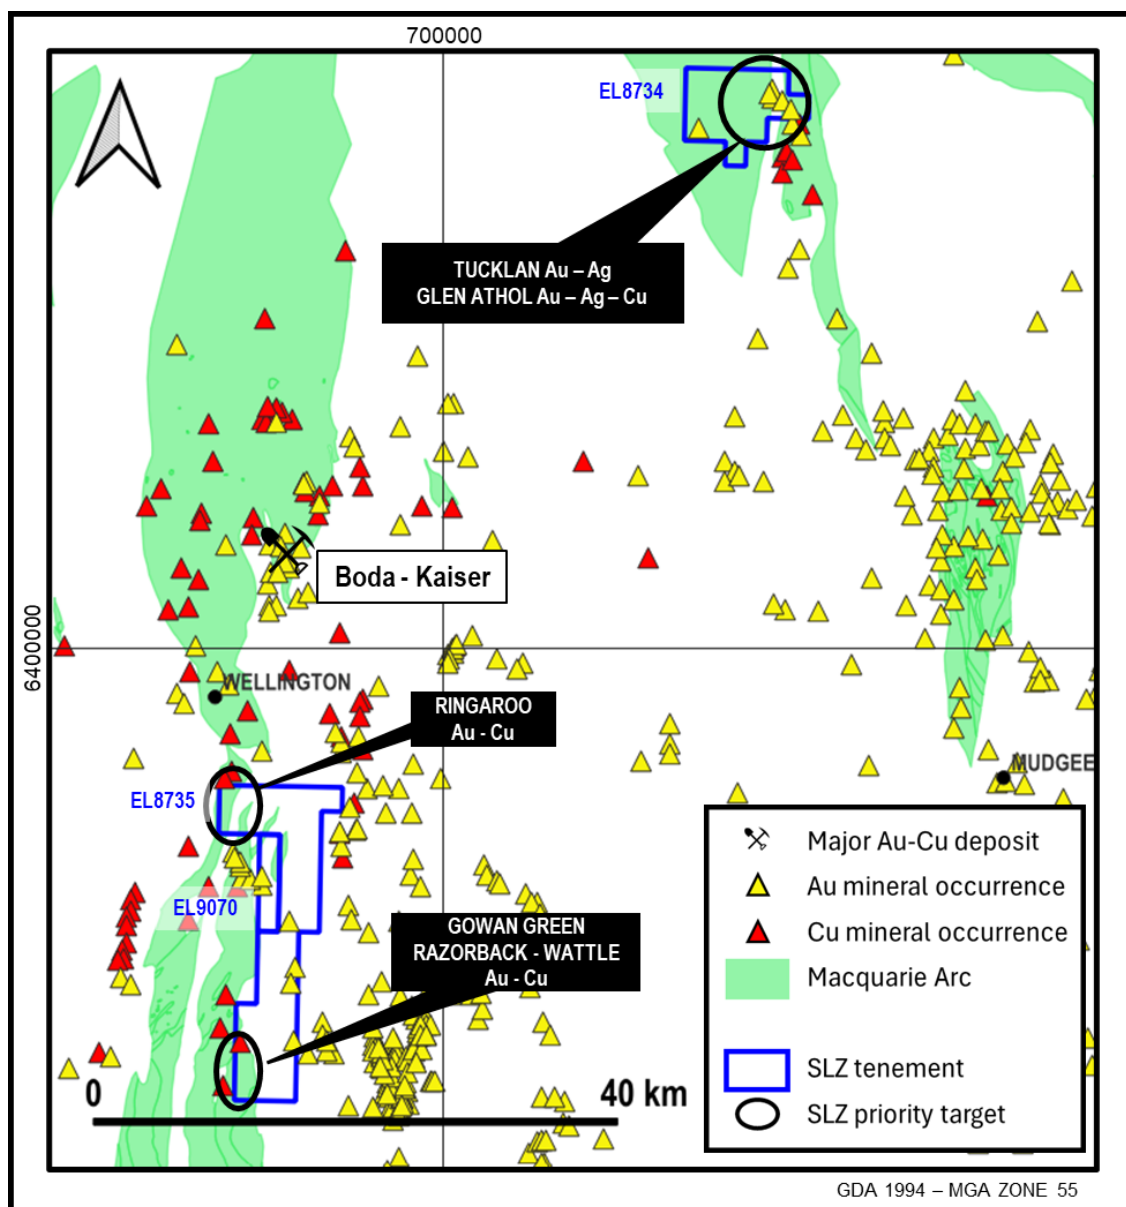 700000
EL8734
TUCKLAN Au – Ag
GLEN ATHOL Au – Ag – Cu
Boda - Kaiser
6400000
WELLINGTON
RINGAROO
Au - Cu
MUDGEE
EL8735
EL9070
GOWAN GREEN
RAZORBACK - WATTLE
Au - Cu
0 40 km
Major Au-Cu deposit
Au mineral occurrence
Cu mineral occurrence
Macquarie Arc
SLZ tenement
SLZ priority target
GDA 1994 – MGA ZONE 55